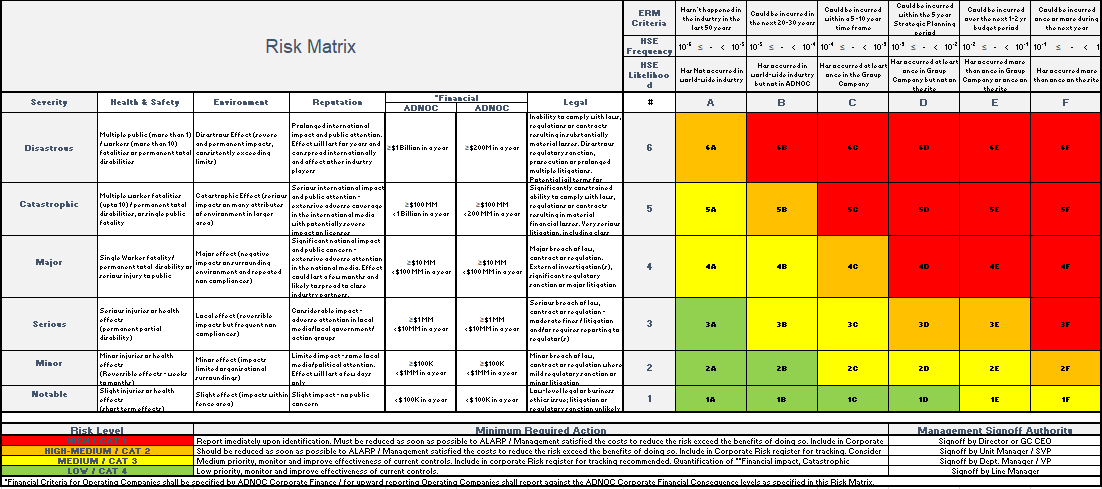 Risk Matrix
ERM Criteria
Hasn't happened in the industry in the last 50 years
Could be incurred in the next 20-30 years
Could be incurred within a 5-10 year time frame
Could be incurred within the 5 year Strategic Planning period
Could be incurred over the next 1-2 yr budget period
Could be incurred once or more during the next year
HSE Frequency
10⁻⁶ ≤ - < 10⁻⁵
10⁻⁵ ≤ - < 10⁻⁴
10⁻⁴ ≤ - < 10⁻³
10⁻³ ≤ - < 10⁻²
10⁻² ≤ - < 10⁻¹
10⁻¹ ≤ - < 1
HSE Likelihood
Has Not occurred in world-wide industry
Has occurred in world-wide industry but not in ADNOC
Has occurred at least once in the Group Company
Has occurred at least once in Group Company but not on the site
Has occurred more than once in Group Company or once on the site
Has occurred more than once on the site
Severity Health & Safety Environment Reputation *Financial Legal # A B C D E F
ADNOC ADNOC
Disastrous
Multiple public (more than 1) / workers (more than 10) fatalities or permanent total disabilities
Disastrous Effect (severe and permanent impacts, consistently exceeding limits)
Prolonged international impact and public attention. Effect will last for years and can spread internationally and affect other industry players
≥$1Billion in a year
≥$200M in a year
Inability to comply with laws, regulations or contracts resulting in substantially material losses. Disastrous regulatory sanction, prosecution or prolonged multiple litigations. Potential jail terms for
6 6A 6B 6C 6D 6E 6F
Catastrophic
Multiple worker fatalities (upto 10) / permanent total disabilities, or single public fatality
Catastrophic Effect (serious impacts on many attributes of environment in larger area)
Serious international impact and public attention - extensive adverse coverage in the international media with potentially severe impact on licenses
≥$100 MM <1Billion in a year
≥$100 MM <200 MM in a year
Significantly constrained ability to comply with laws, regulations or contracts resulting in material financial losses. Very serious litigation, including class
5 5A 5B 5C 5D 5E 5F
Major
Single Worker fatality/ permanent total disability or serious injury to public
Major effect (negative impacts on surrounding environment and repeated non compliances)
Significant national impact and public concern - extensive adverse attention in the national media. Effect could last a few months and likely to spread to close industry partners.
≥$10 MM <$100 MM in a year
≥$10 MM <$100 MM in a year
Major breach of law, contract or regulation. External investigation(s), significant regulatory sanction or major litigation
4 4A 4B 4C 4D 4E 4F
Serious
Serious injuries or health effects (permanent partial disability)
Local effect (reversible impacts but frequent non compliances)
Considerable impact - adverse attention in local media/local government/ action groups
≥$1MM <$10MM in a year
≥$1MM <$10MM in a year
Serious breach of law, contract or regulation - moderate fines / litigation and/or requires reporting to regulator(s)
3 3A 3B 3C 3D 3E 3F
Minor
Minor injuries or health effects (Reversible effects - weeks to months)
Minor effect (impacts limited organizational surroundings)
Limited impact - some local media/political attention. Effect will last a few days only
≥$100K <$1MM in a year
≥$100K <$1MM in a year
Minor breach of law, contract or regulation where mild regulatory sanction or minor litigation
2 2A 2B 2C 2D 2E 2F
Notable
Slight injuries or health effects (short term effects)
Slight effect (impacts within fence area)
Slight impact - no public concern
<$100K in a year
<$100K in a year
Low-level legal or business ethics issue; litigation or regulatory sanction unlikely
1 1A 1B 1C 1D 1E 1F
Risk Level Minimum Required Action Management Signoff Authority
HIGH / CAT 1 Report imediately upon identification. Must be reduced as soon as possible to ALARP / Management satisfied the costs to reduce the risk exceed the benefits of doing so. Include in Corporate Signoff by Director or GC CEO
HIGH-MEDIUM / CAT 2 Should be reduced as soon as possible to ALARP / Management satisfied the costs to reduce the risk exceed the benefits of doing so. Include in Corporate Risk register for tracking. Consider Signoff by Unit Manager / SVP
MEDIUM / CAT 3 Medium priority, monitor and improve effectiveness of current controls. Include in corporate Risk register for tracking recommended. Quantification of **Financial impact, Catastrophic Signoff by Dept. Manager / VP
LOW / CAT 4 Low priority, monitor and improve effectiveness of current controls. Signoff by Line Manager
*Financial Criteria for Operating Companies shall be specified by ADNOC Corporate Finance / for upward reporting Operating Companies shall report against the ADNOC Corporate Financial Consequence levels as specified in this Risk Matrix.